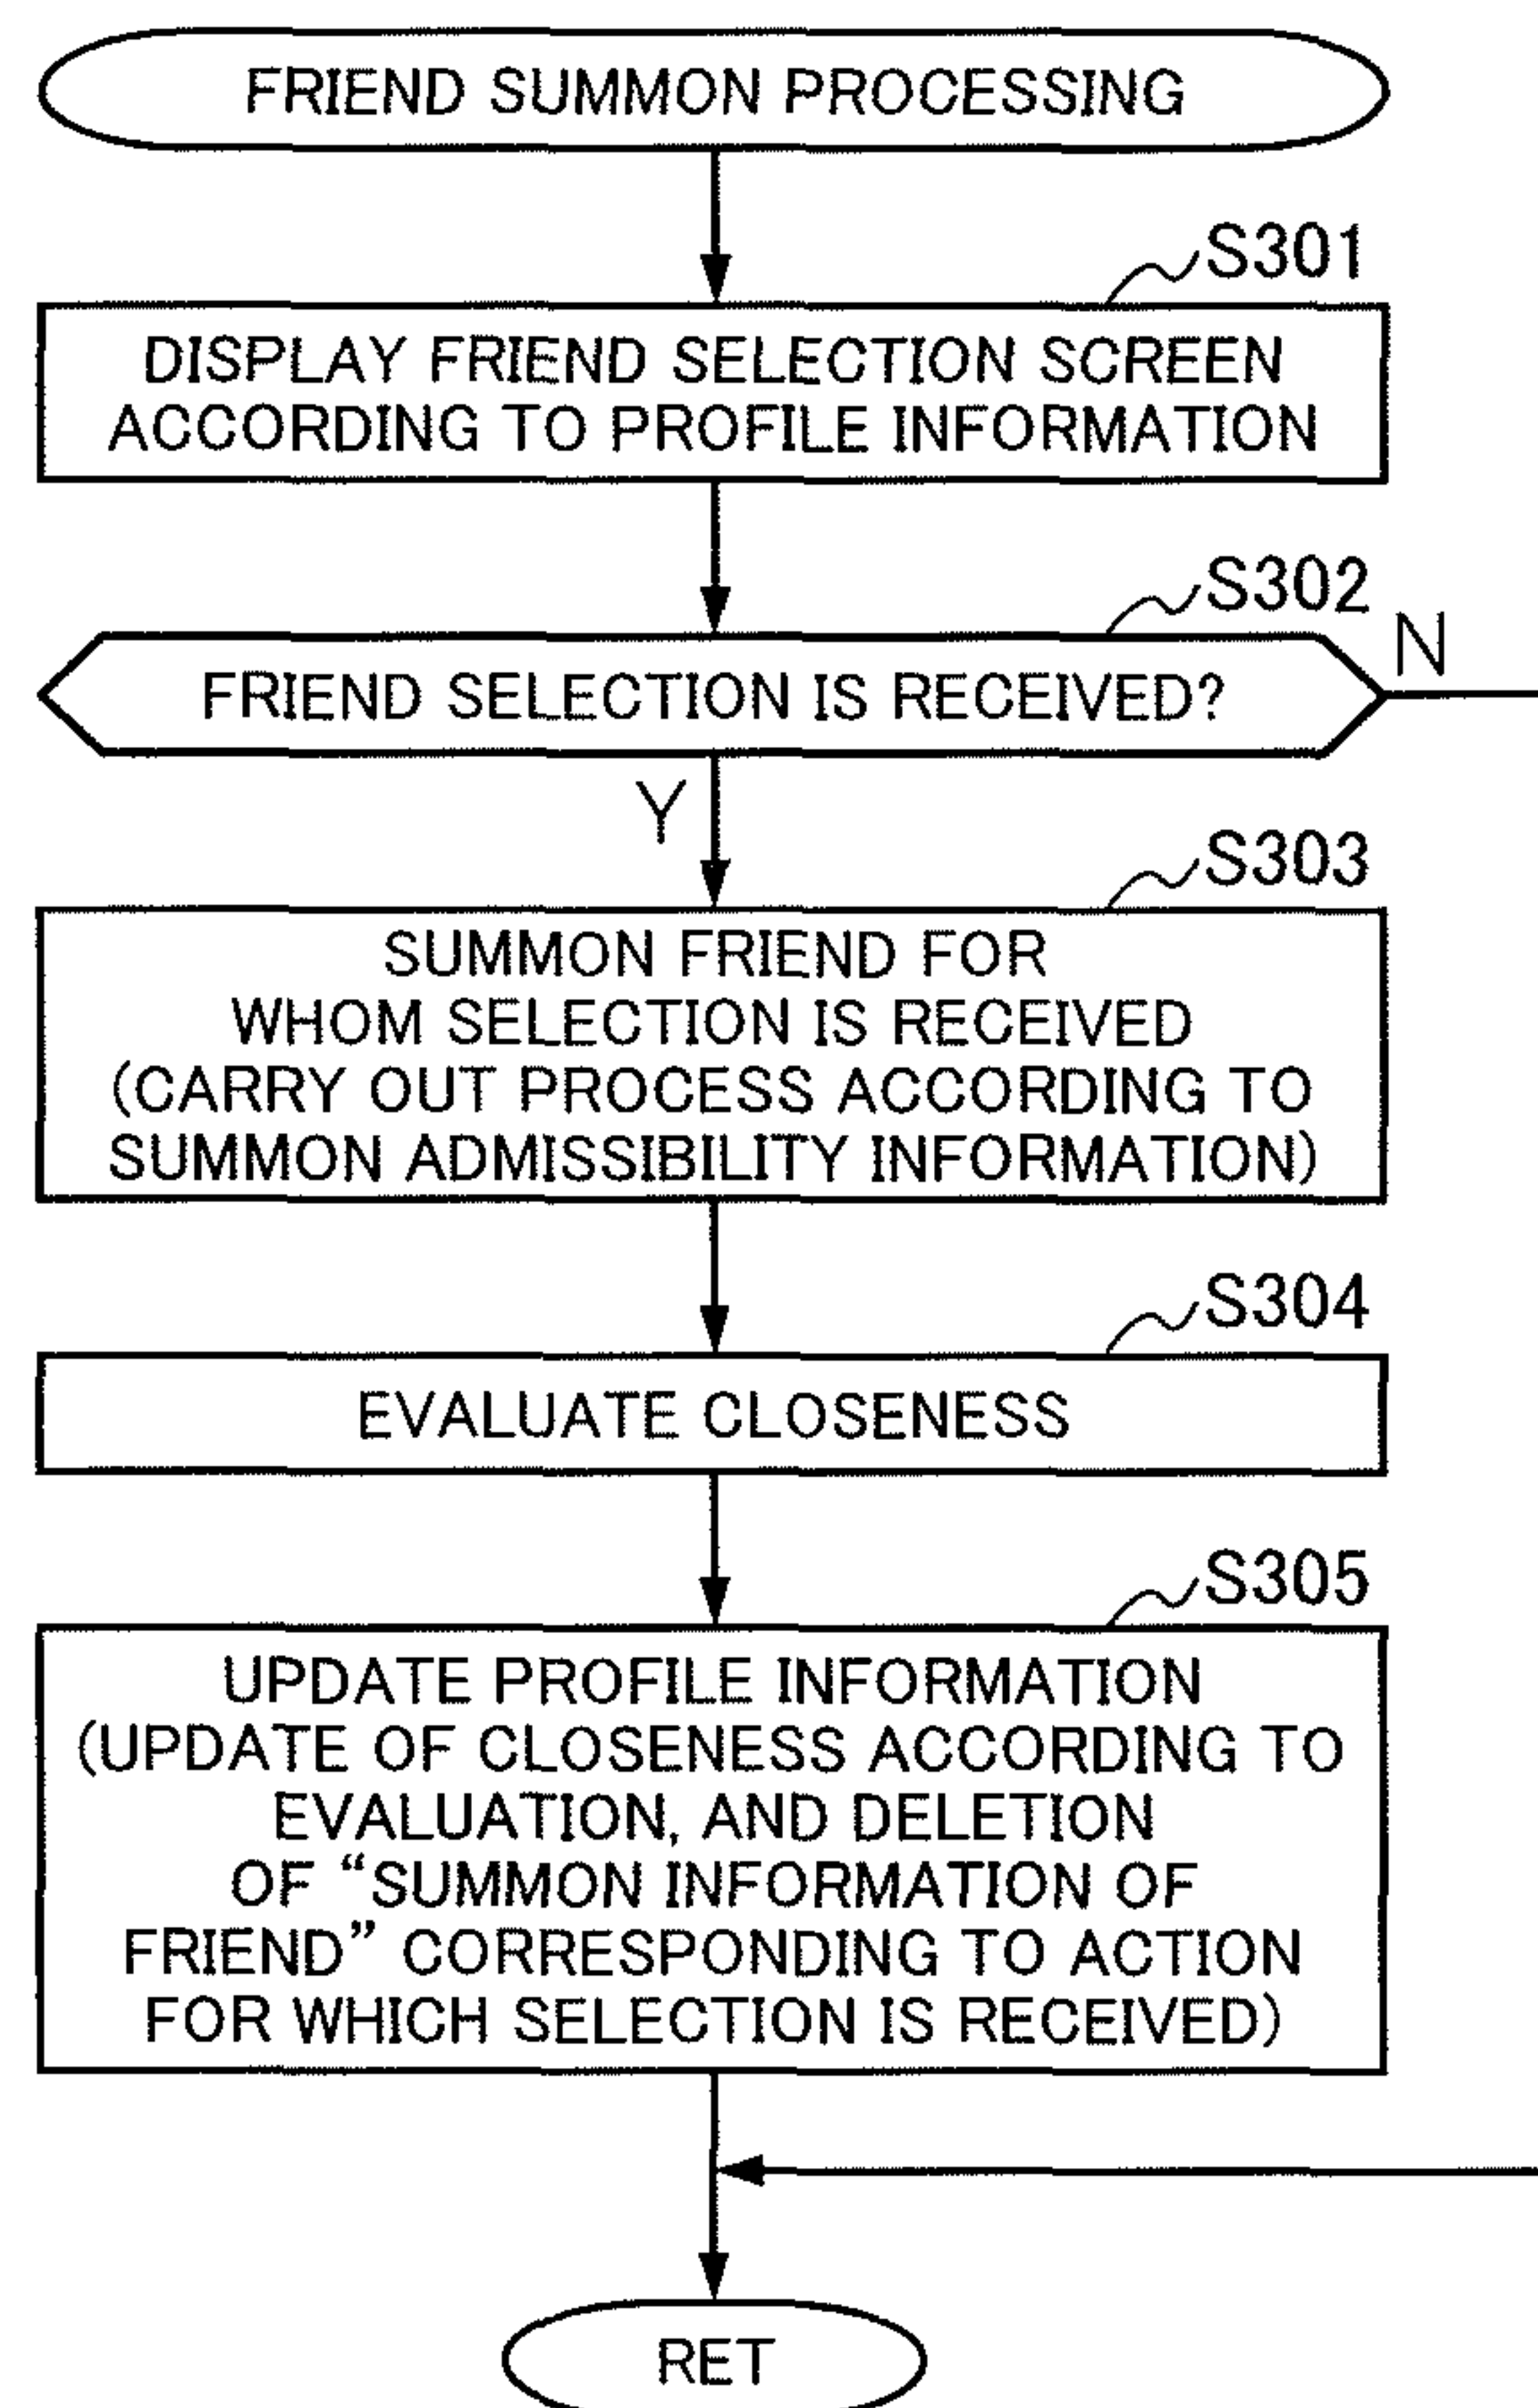 FRIEND SUMMON PROCESSING
S301
DISPLAY FRIEND SELECTION SCREEN
ACCORDING TO PROFILE INFORMATION
S302
N
FRIEND SELECTION IS RECEIVED?
Y
S303
SUMMON FRIEND FOR
WHOM SELECTION IS RECEIVED
(CARRY OUT PROCESS ACCORDING TO
SUMMON ADMISSIBILITY INFORMATION)
S304
EVALUATE CLOSENESS
S305
UPDATE PROFILE INFORMATION
(UPDATE OF CLOSENESS ACCORDING TO
EVALUATION, AND DELETION
OF “SUMMON INFORMATION OF
FRIEND” CORRESPONDING TO ACTION
FOR WHICH SELECTION IS RECEIVED)
RET